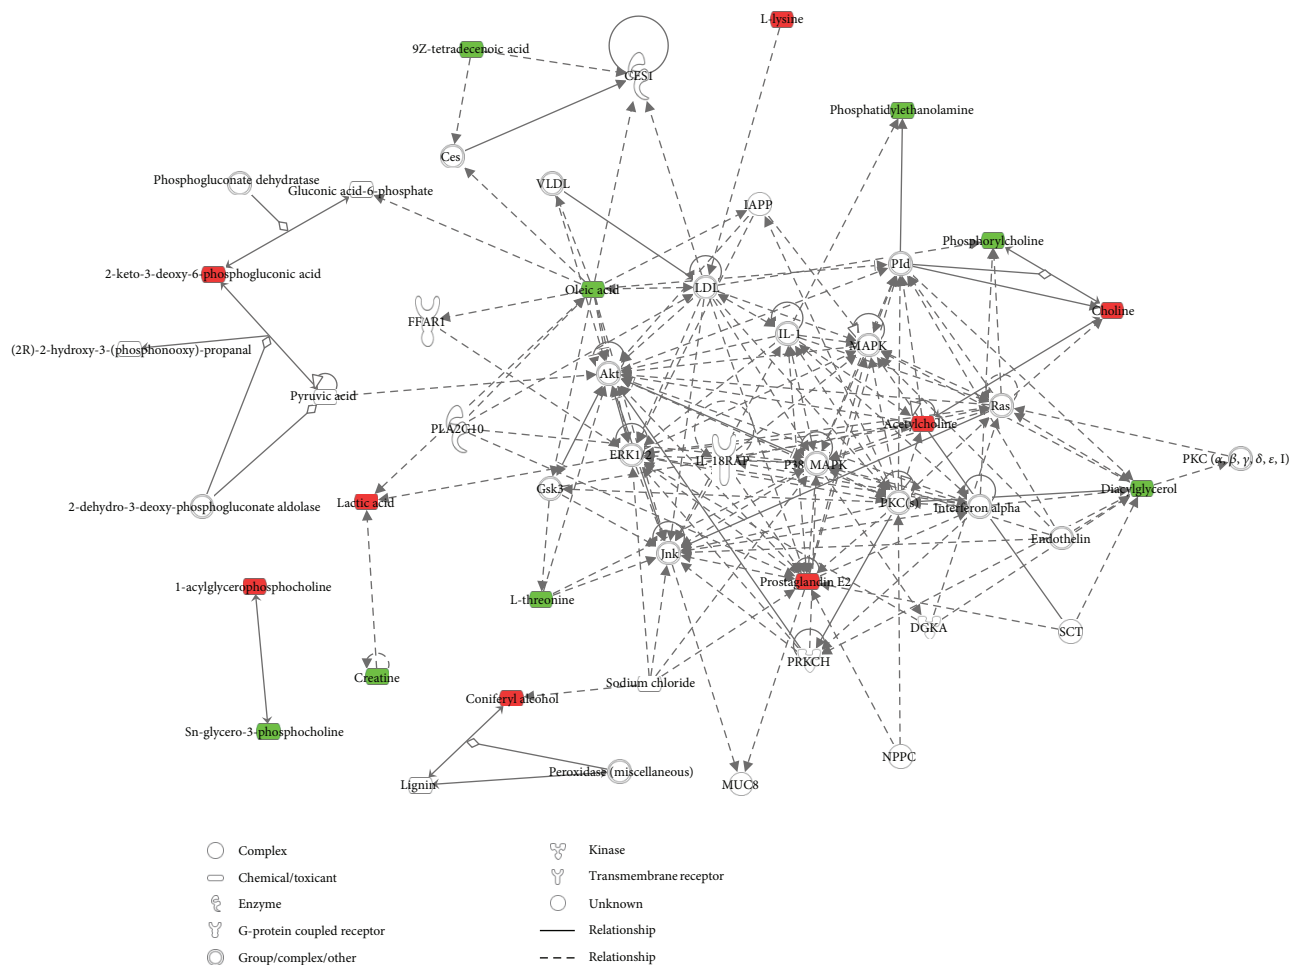 L-lysine
9Z-tetradecenoic acid
CES1
Phosphatidylethanolamine
Ces
Phosphogluconate dehydratase
Gluconic acid-6-phosphate
VLDL
IAPP
Phosphorylcholine
2-keto-3-deoxy-6-phosphogluconic acid
PId
Oleic acid
LDL
Choline
FFAR1
IL-1
MAPK
(2R)-2-hydroxy-3-(phosphonooxy)-propanal
Akt
Pyruvic acid
Ras
Acetylcholine
PLA2G10
ERK1/2
IL-18RAP
P38 MAPK
PKC (α, β, γ, δ, ε, I)
Gsk3
Diacylglycerol
2-dehydro-3-deoxy-phosphogluconate aldolase
Lactic acid
PKC(s)
Interferon alpha
Endothelin
Jnk
Prostaglandin E2
1-acylglycerophosphocholine
L-threonine
DGKA
SCT
PRKCH
Creatine
Sodium chloride
Coniferyl alcohol
Sn-glycero-3-phosphocholine
NPPC
Peroxidase (miscellaneous)
Lignin
MUC8
Complex
Chemical/toxicant
Enzyme
G-protein coupled receptor
Group/complex/other
Kinase
Transmembrane receptor
Unknown
Relationship
Relationship